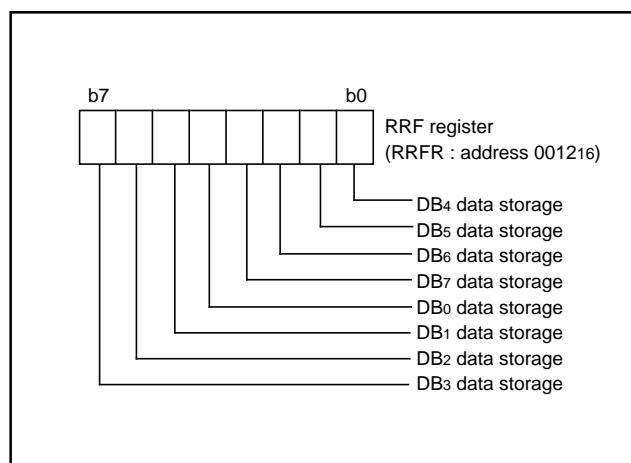 b7 b0
RRF register
(RRFR : address 001216)
DB4 data storage
DB5 data storage
DB6 data storage
DB7 data storage
DB0 data storage
DB1 data storage
DB2 data storage
DB3 data storage